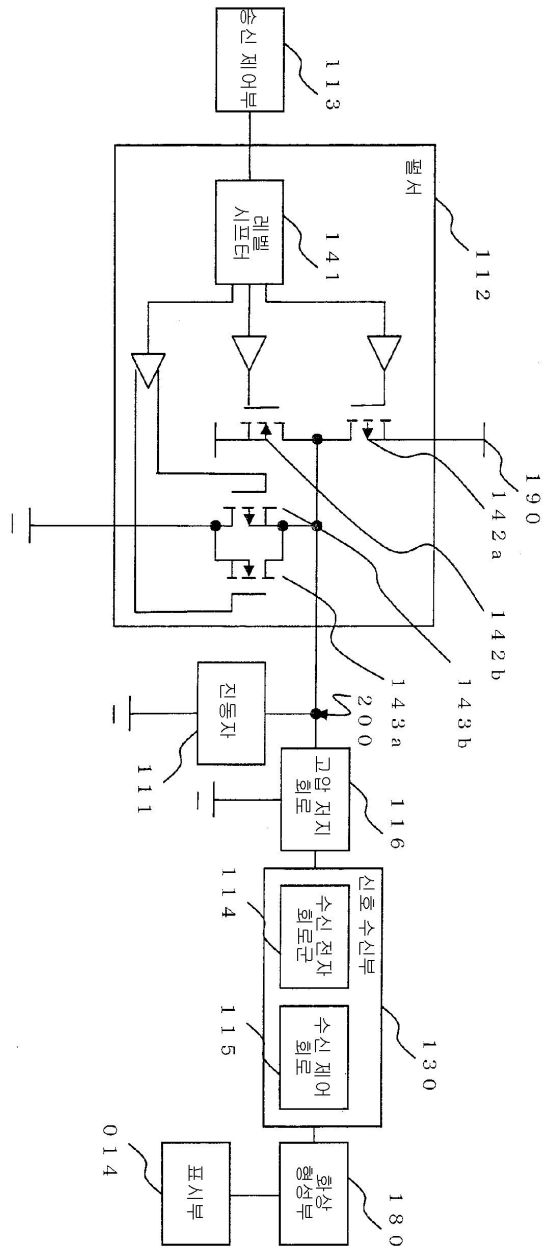 송신 제어부
113
펄서
112
레벨
시프터
141
190
142a
142b
143b
143a
200
진동자
111
고압 저지
회로
116
신호 수신부
130
수신 전자
회로군
114
수신 제어
회로
115
화상
형성부
180
표시부
014